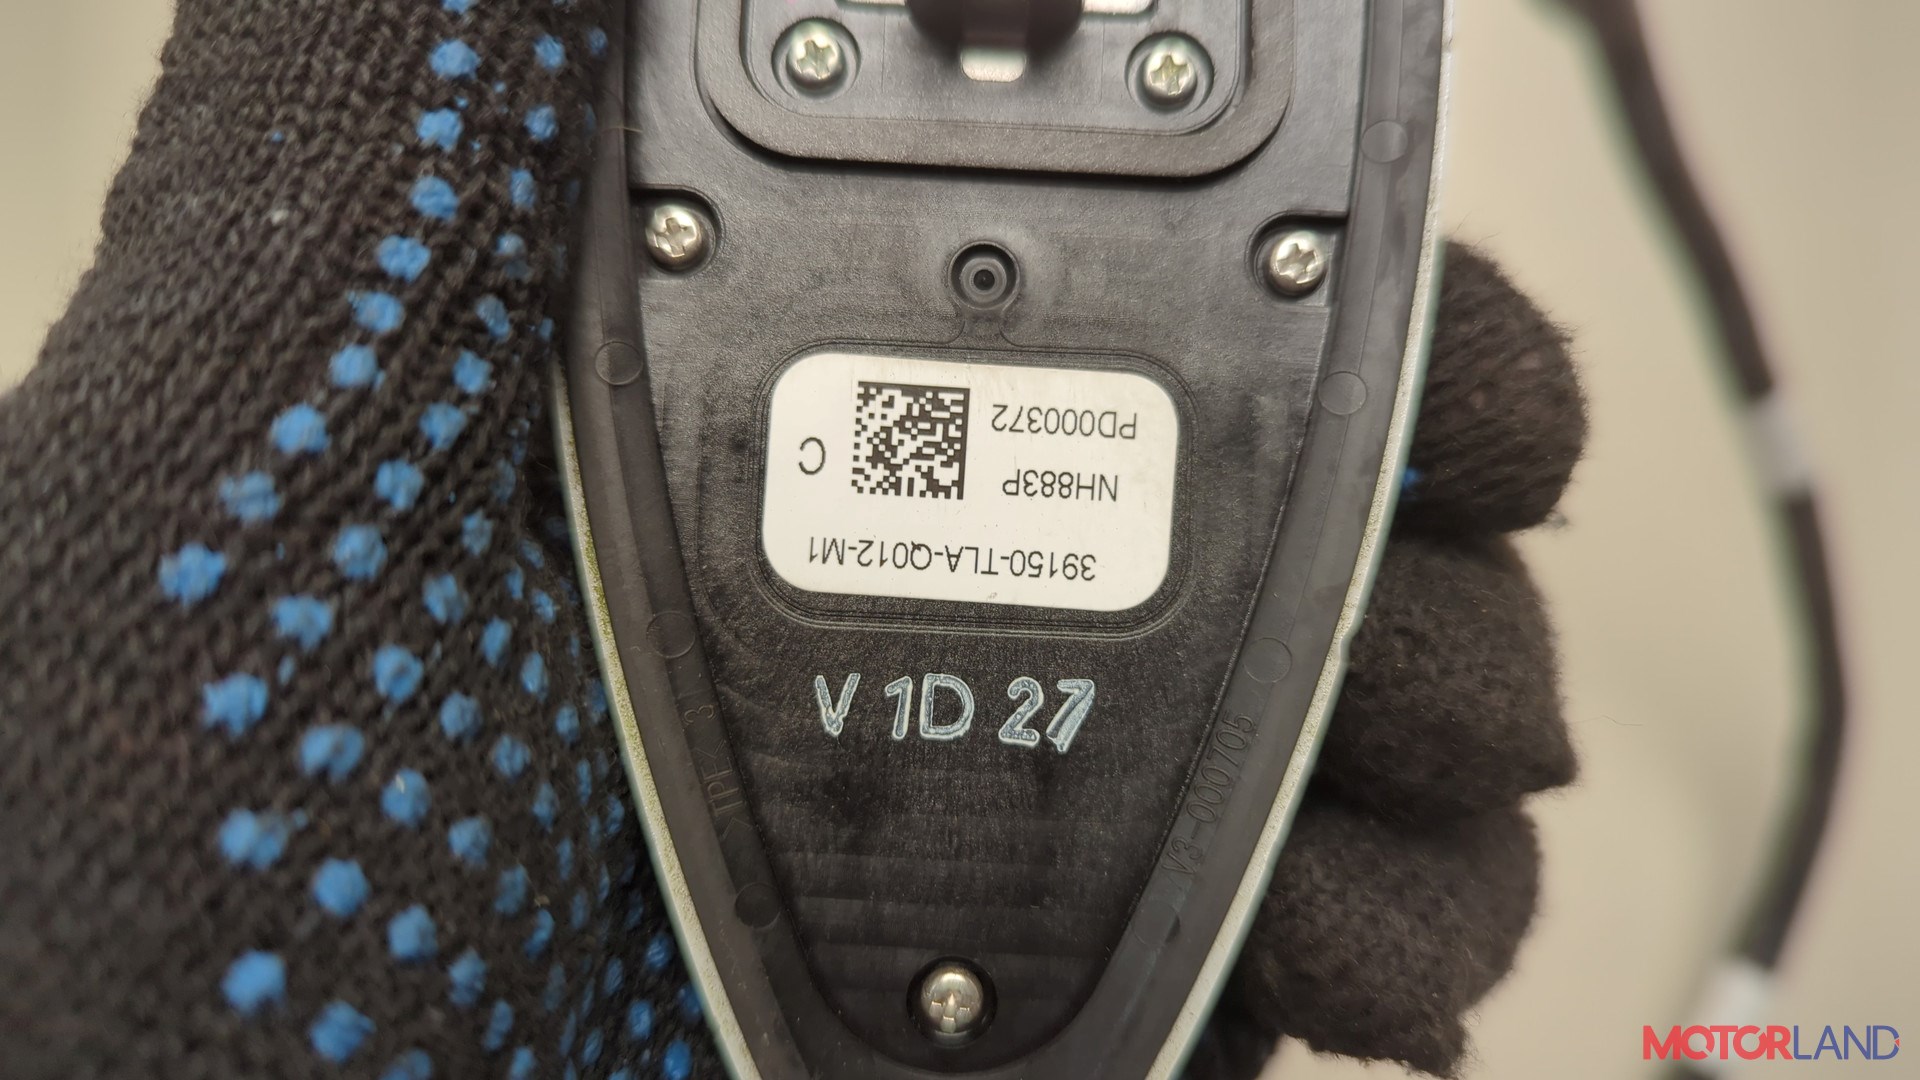 39150-TLA-Q012-M1
NH883P
PD000372
C
V 1D 27
V3-000705
MOTORLAND